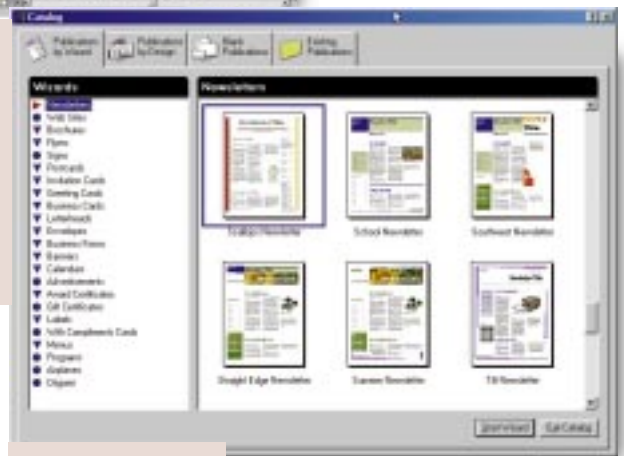 Catalog
Publications by Wizard
Publications by Design
Blank Publications
Existing Publications
Wizards
Newsletters
Web Sites
Brochures
Flyers
Signs
Postcards
Invitation Cards
Greeting Cards
Business Cards
Letterheads
Envelopes
Business Forms
Banners
Calendars
Advertisements
Award Certificates
Gift Certificates
Labels
With Compliments Cards
Menus
Programs
Airplanes
Origami
Newsletters
Scallops Newsletter
School Newsletter
Southwest Newsletter
Straight Edge Newsletter
Summer Newsletter
Tilt Newsletter
Start Wizard
Exit Catalog